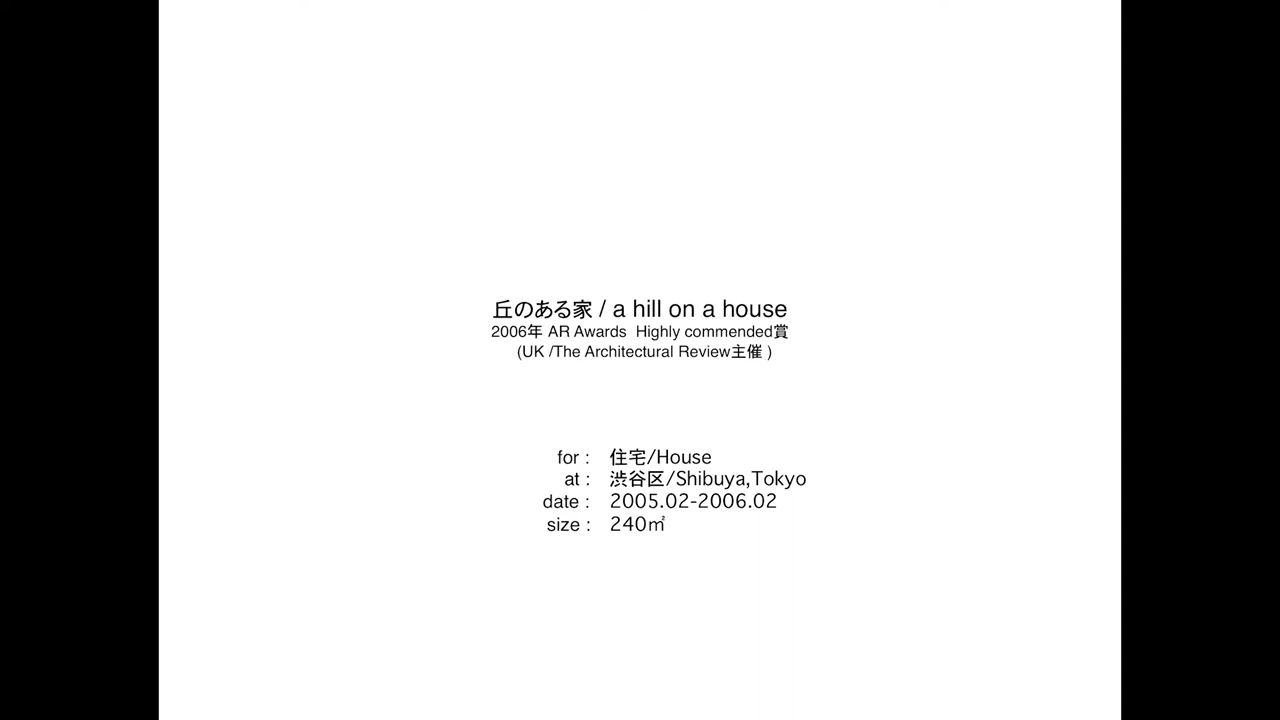 丘のある家 / a hill on a house
2006年 AR Awards Highly commended賞
(UK /The Architectural Review主催 )
for : 住宅/House
at : 渋谷区/Shibuya,Tokyo
date : 2005.02-2006.02
size : 240㎡